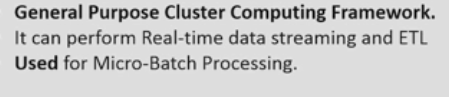 General Purpose Cluster Computing Framework.
It can perform Real-time data streaming and ETL
Used for Micro-Batch Processing.